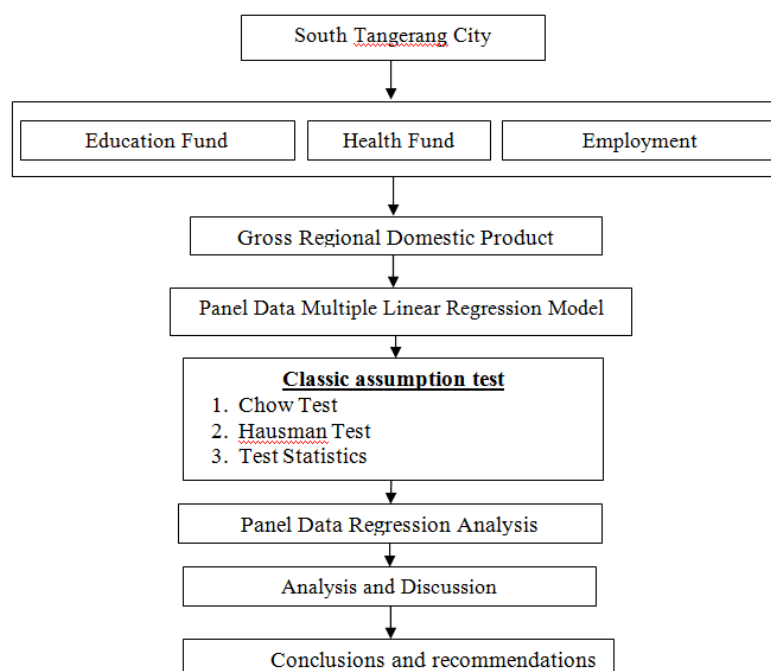 South Tangerang City
Education Fund
Health Fund
Employment
Gross Regional Domestic Product
Panel Data Multiple Linear Regression Model
Classic assumption test
1. Chow Test
2. Hausman Test
3. Test Statistics
Panel Data Regression Analysis
Analysis and Discussion
Conclusions and recommendations